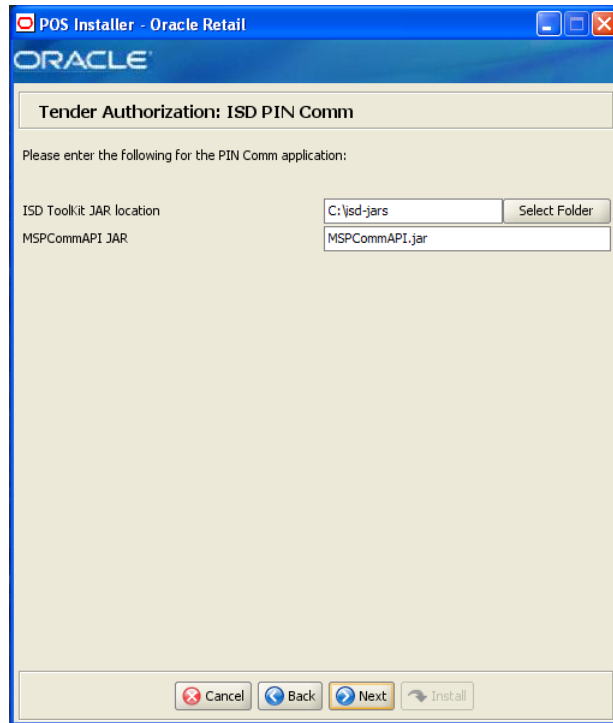 POS Installer - Oracle Retail
ORACLE
Tender Authorization: ISD PIN Comm
Please enter the following for the PIN Comm application:
ISD ToolKit JAR location C:\isd-jars Select Folder
MSPCommAPI JAR MSPCommAPI.jar
Cancel Back Next Install